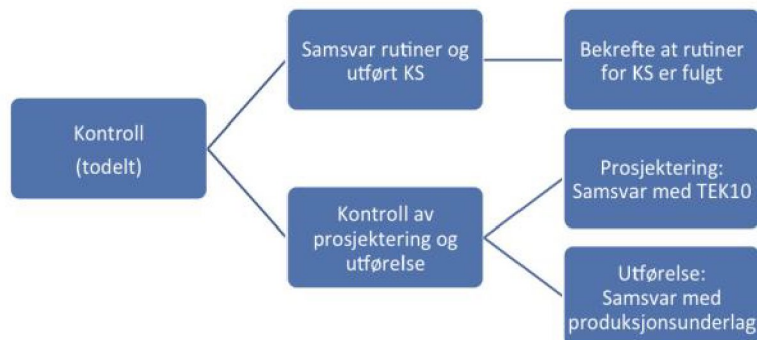 Kontroll
(todelt)
Samsvar rutiner og
utført KS
Bekrefte at rutiner
for KS er fulgt
Kontroll av
prosjektering og
utførelse
Prosjektering:
Samsvar med TEK10
Utførelse:
Samsvar med
produksjonsunderlag